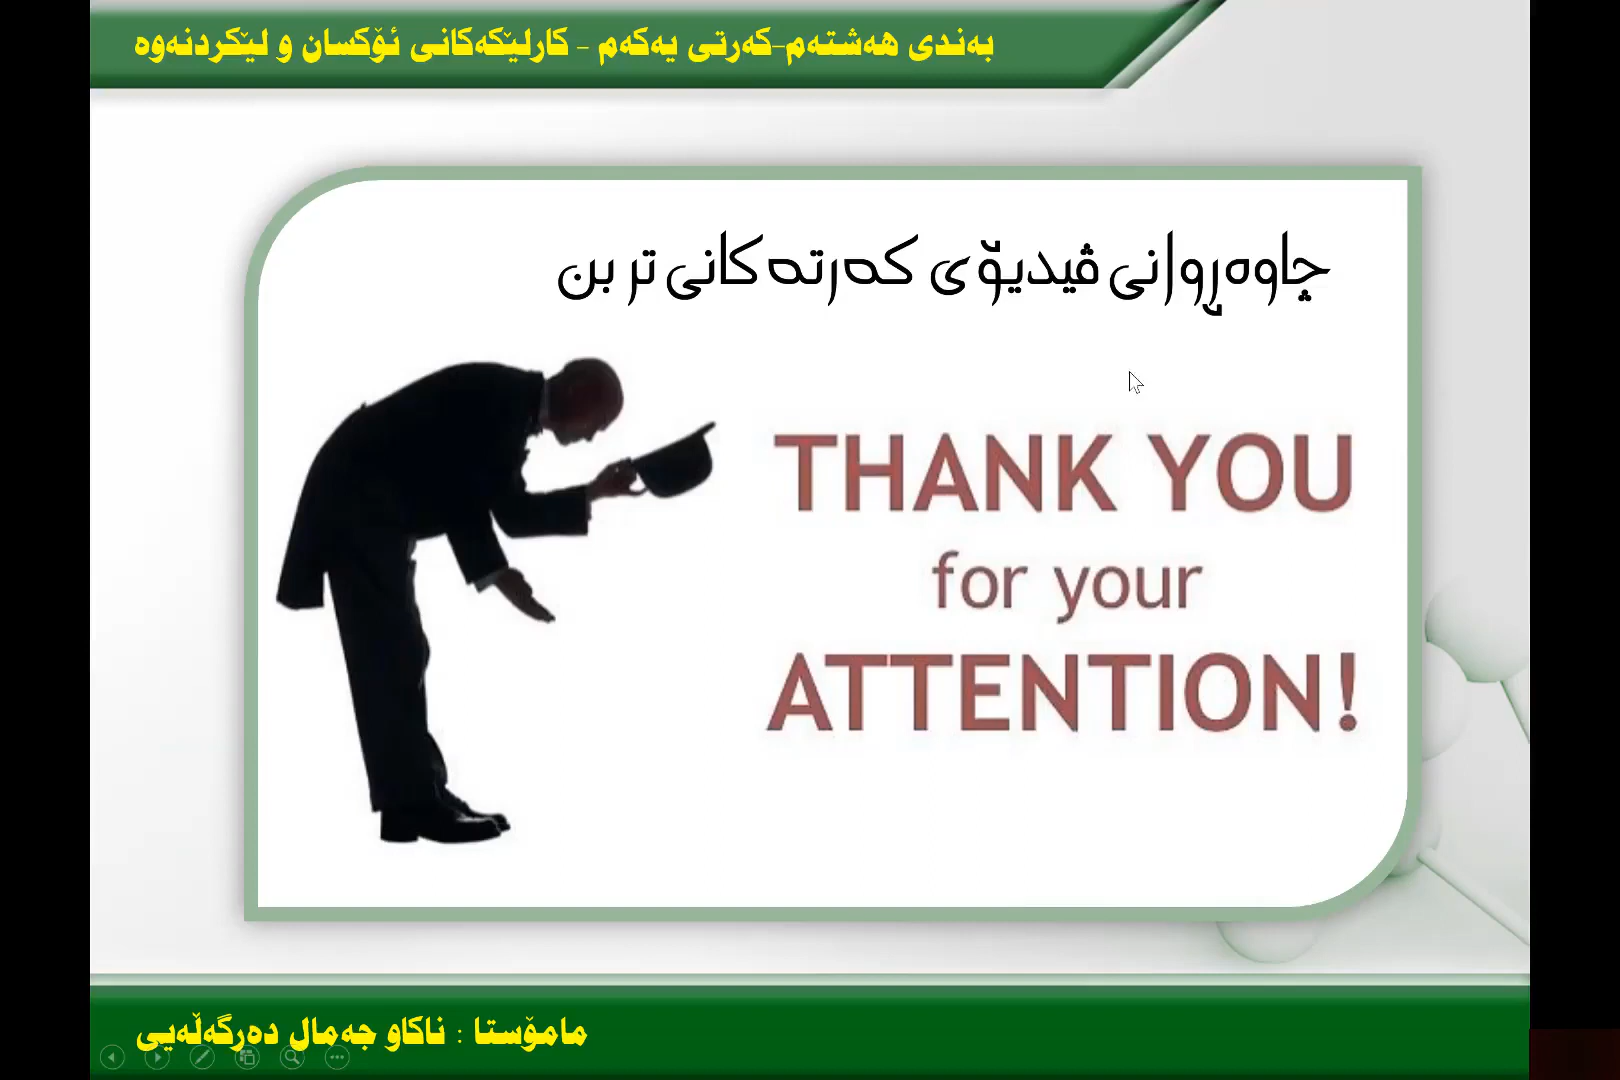 بەندی هەشتەم-کەرتی یەکەم - کارلێکەکانی ئۆکسان و لێکردنەوە
چاوەڕوانی ڤیدیۆی کەرتەکانی تر بن
THANK YOU
for your
ATTENTION!
مامۆستا : ناکاو جەمال دەرگەڵەیی